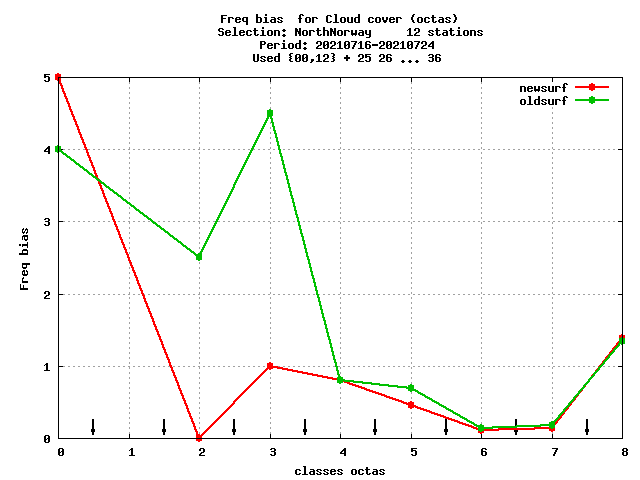 Freq bias  for Cloud cover (octas)
Selection: NorthNorway     12 stations
Period: 20210716-20210724
Used {00,12} + 25 26 ... 36
newsurf
oldsurf
5
4
3
2
1
0
Freq bias
0 1 2 3 4 5 6 7 8
classes octas